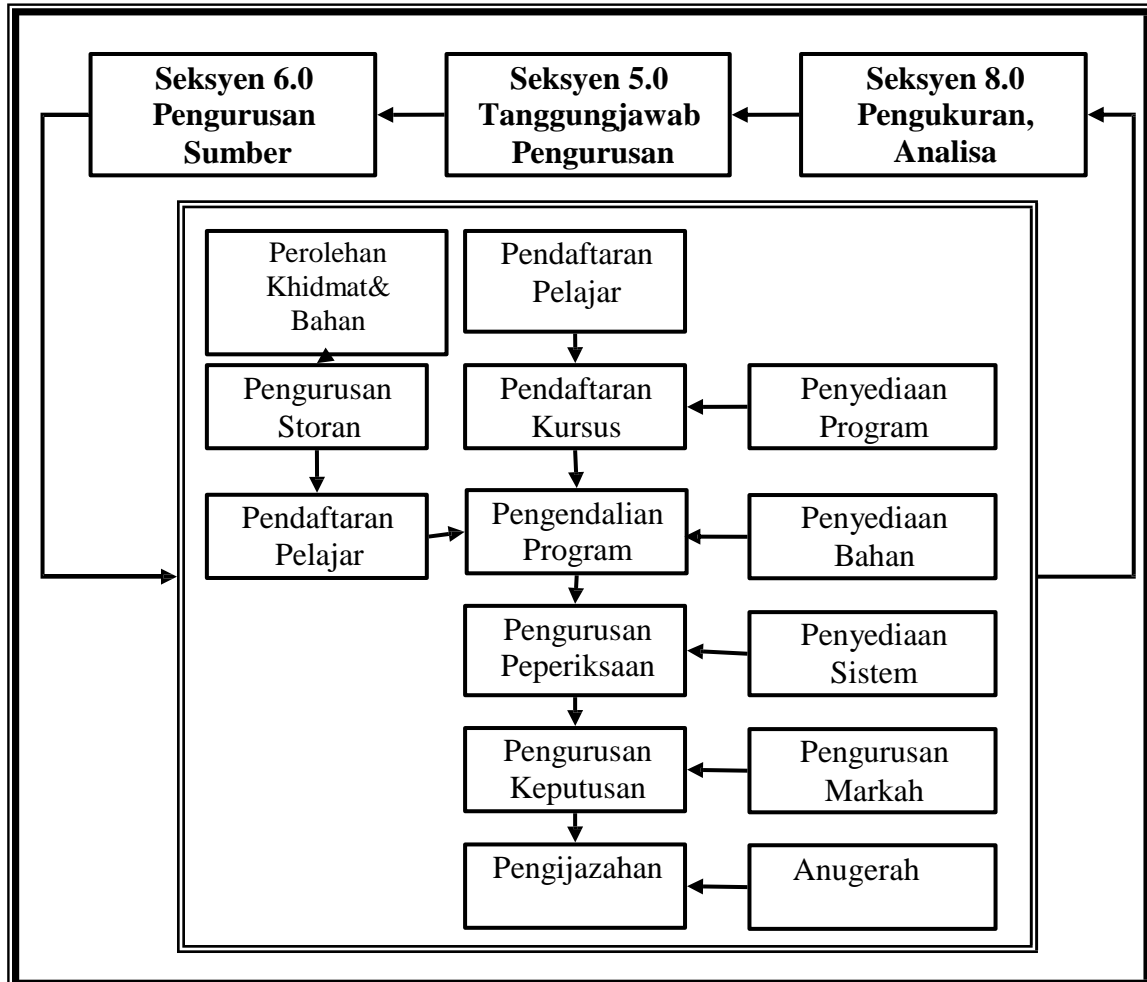 Seksyen 6.0
Pengurusan
Sumber
Seksyen 5.0
Tanggungjawab
Pengurusan
Seksyen 8.0
Pengukuran,
Analisa
Perolehan
Khidmat&
Bahan
Pendaftaran
Pelajar
Pengurusan
Storan
Pendaftaran
Kursus
Penyediaan
Program
Pendaftaran
Pelajar
Pengendalian
Program
Penyediaan
Bahan
Pengurusan
Peperiksaan
Penyediaan
Sistem
Pengurusan
Keputusan
Pengurusan
Markah
Pengijazahan
Anugerah